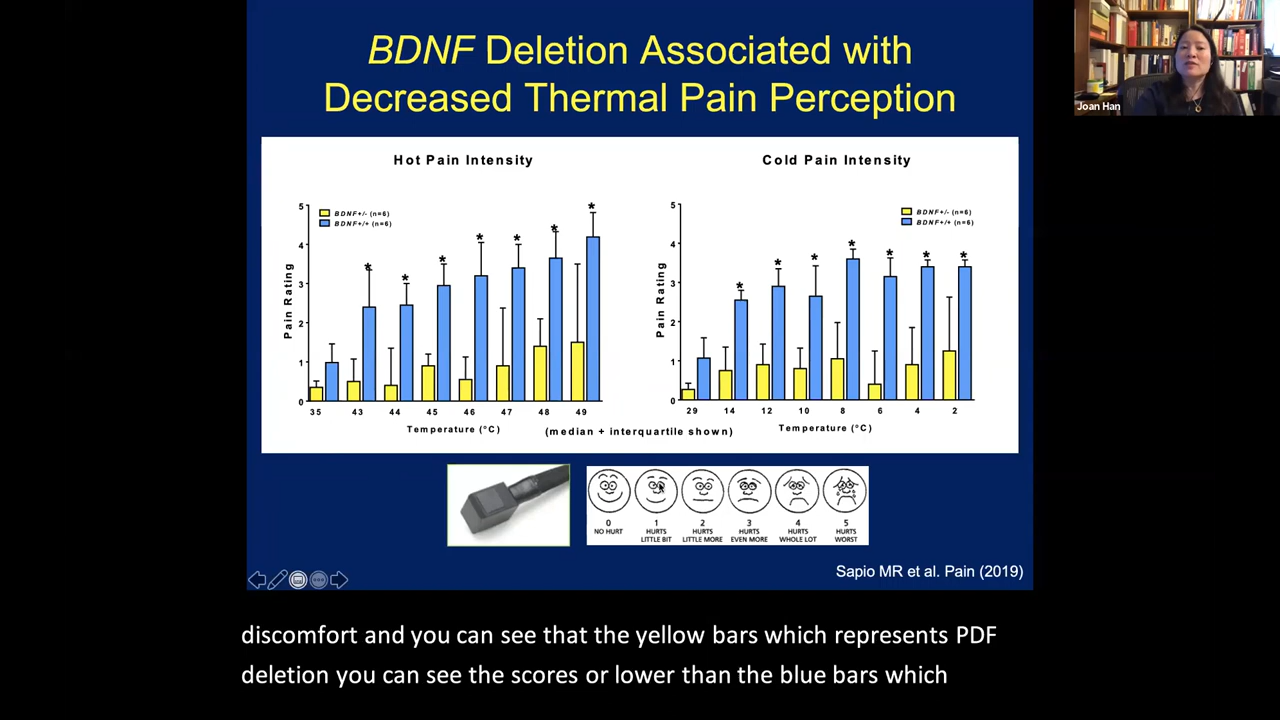 BDNF Deletion Associated with
Decreased Thermal Pain Perception
Joan Han
Hot Pain Intensity
BDNF+/- (n=6)
BDNF+/+ (n=6)
Pain Rating
5
4
3
2
1
0
* * * * * * *
35 43 44 45 46 47 48 49
Temperature (°C)
(median + interquartile shown)
Cold Pain Intensity
BDNF+/- (n=6)
BDNF+/+ (n=6)
Pain Rating
5
4
3
2
1
0
* * * * * * *
29 14 12 10 8 6 4 2
Temperature (°C)
0
NO HURT
1
HURTS
LITTLE BIT
2
HURTS
LITTLE MORE
3
HURTS
EVEN MORE
4
HURTS
WHOLE LOT
5
HURTS
WORST
Sapio MR et al. Pain (2019)
discomfort and you can see that the yellow bars which represents PDF
deletion you can see the scores or lower than the blue bars which